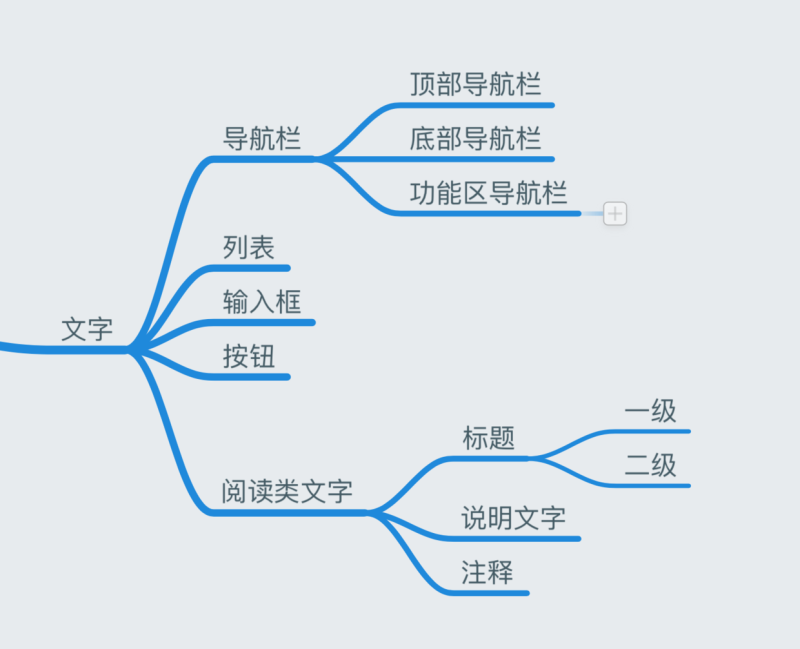 文字
导航栏
顶部导航栏
底部导航栏
功能区导航栏
列表
输入框
按钮
阅读类文字
标题
一级
二级
说明文字
注释